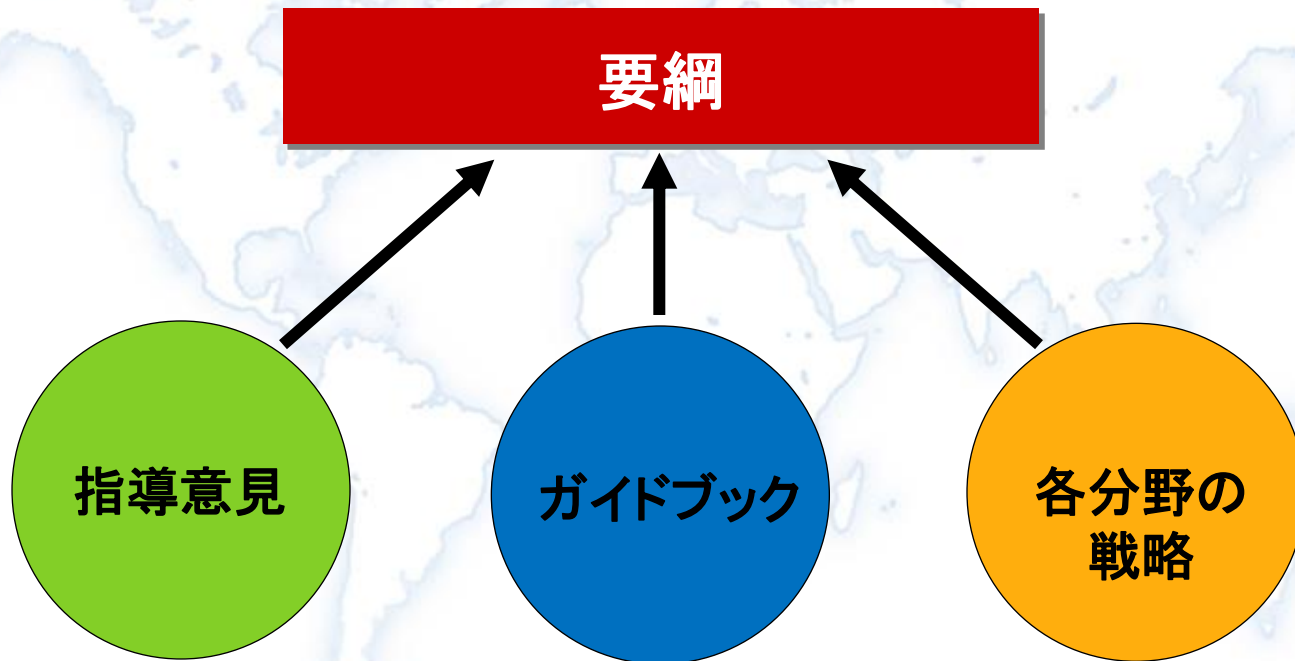 要綱
指導意見
ガイドブック
各分野の
戦略